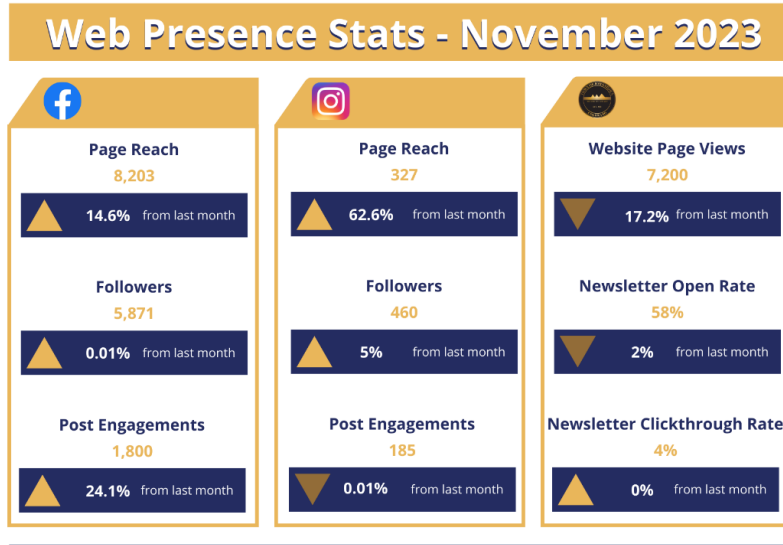 Web Presence Stats - November 2023
Page Reach
8,203
14.6% from last month
Followers
5,871
0.01% from last month
Post Engagements
1,800
24.1% from last month
Page Reach
327
62.6% from last month
Followers
460
5% from last month
Post Engagements
185
0.01% from last month
Website Page Views
7,200
17.2% from last month
Newsletter Open Rate
58%
2% from last month
Newsletter Clickthrough Rate
4%
0% from last month